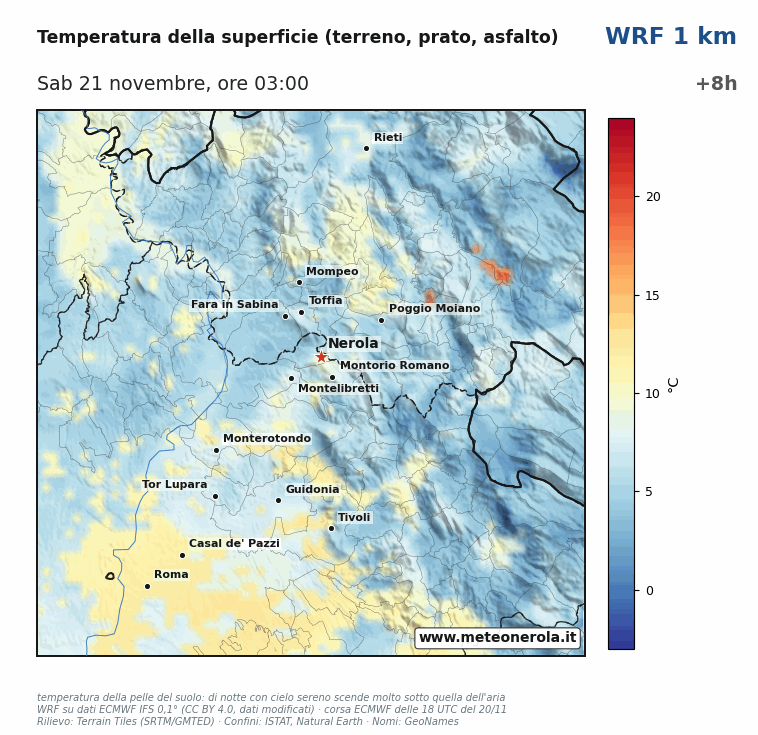 Temperatura della superficie (terreno, prato, asfalto)
WRF 1 km
Sab 21 novembre, ore 03:00
+8h
Rieti
Mompeo
Fara in Sabina
Toffia
Poggio Moiano
Nerola
Montorio Romano
Montelibretti
Monterotondo
Tor Lupara
Guidonia
Tivoli
Casal de' Pazzi
Roma
www.meteonerola.it
20
15
10
5
0
°C
temperatura della pelle del suolo: di notte con cielo sereno scende molto sotto quella dell'aria
WRF su dati ECMWF IFS 0,1° (CC BY 4.0, dati modificati) · corsa ECMWF delle 18 UTC del 20/11
Rilievo: Terrain Tiles (SRTM/GMTED) · Confini: ISTAT, Natural Earth · Nomi: GeoNames